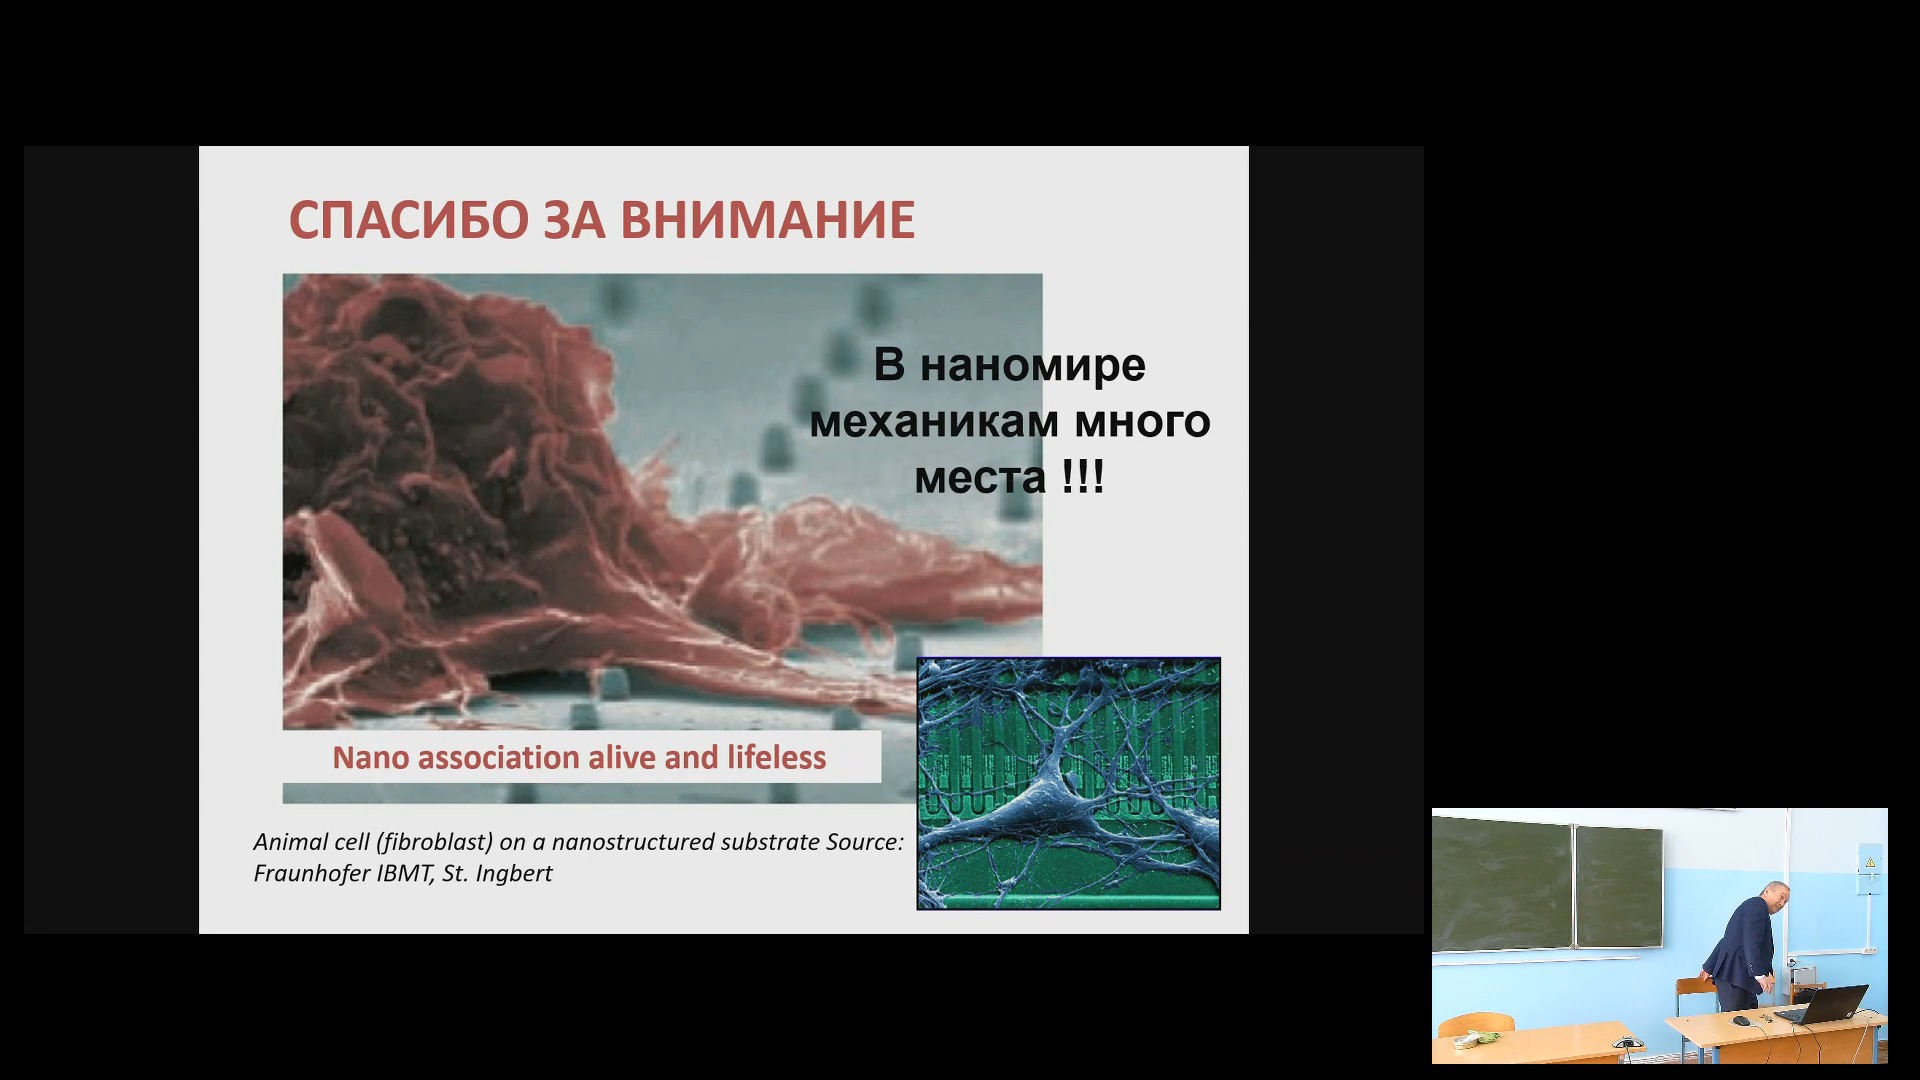 СПАСИБО ЗА ВНИМАНИЕ
В наномире
механикам много
места !!!
Nano association alive and lifeless
Animal cell (fibroblast) on a nanostructured substrate Source:
Fraunhofer IBMT, St. Ingbert